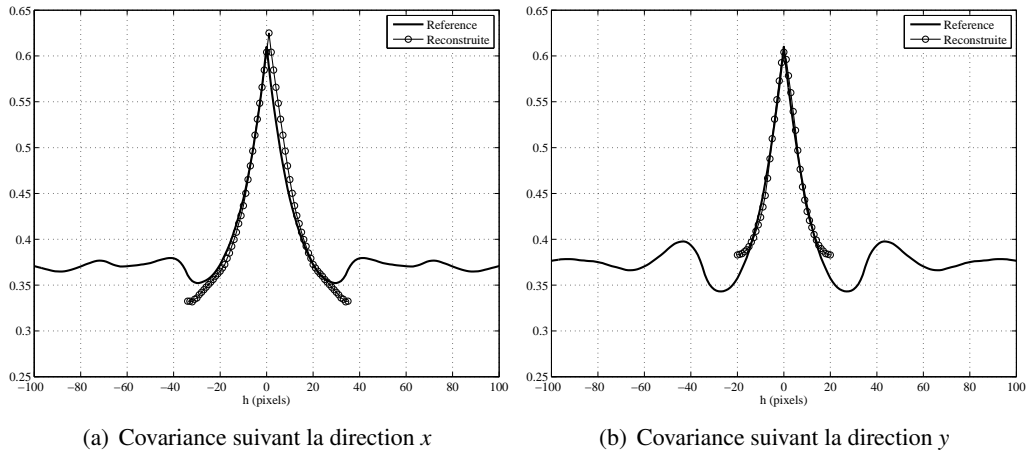 Reference
Reconstruite
0.65
0.6
0.55
0.5
0.45
0.4
0.35
0.3
0.25
−100 −80 −60 −40 −20 0 20 40 60 80 100
h (pixels)
(a) Covariance suivant la direction x
Reference
Reconstruite
0.65
0.6
0.55
0.5
0.45
0.4
0.35
0.3
0.25
−100 −80 −60 −40 −20 0 20 40 60 80 100
h (pixels)
(b) Covariance suivant la direction y